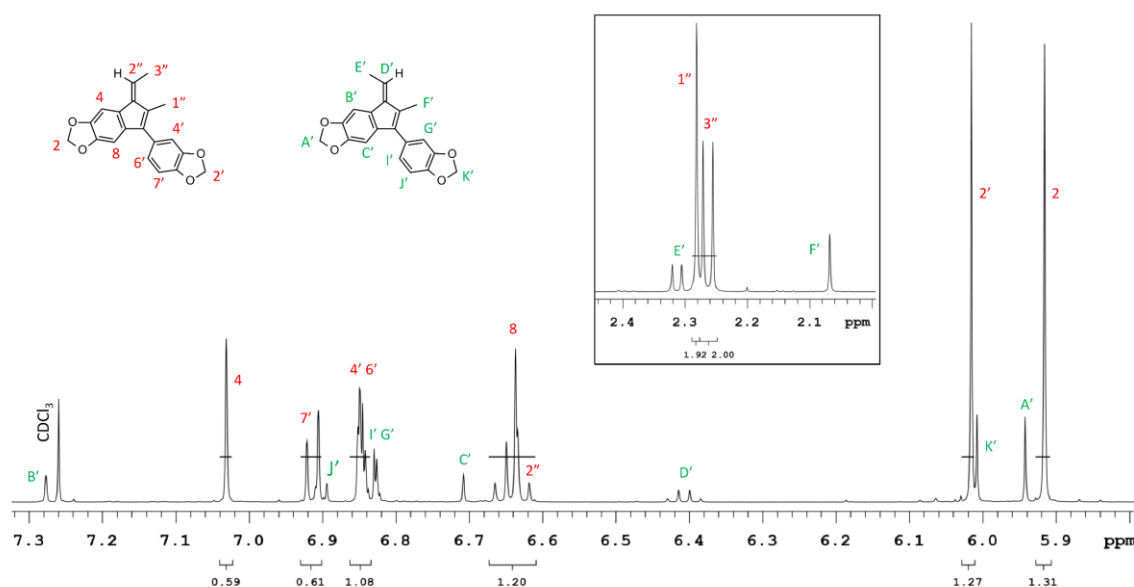 H 2″ 3″
4 1″
O
2
O
8
4′
6′
7′
O
O
2′
E′ D′ H
B′ F′
O
A′
O
C′
G′
I′
J′
O
O
K′
1″
3″
E′
F′
2.4 2.3 2.2 2.1 ppm
1.92 2.00
B′
CDCl3
4
7′
J′
4′ 6′
I′ G′
C′
8
2″
D′
2′
K′
A′
2
7.3 7.2 7.1 7.0 6.9 6.8 6.7 6.6 6.5 6.4 6.3 6.2 6.1 6.0 5.9 ppm
0.59 0.61 1.08 1.20 1.27 1.31